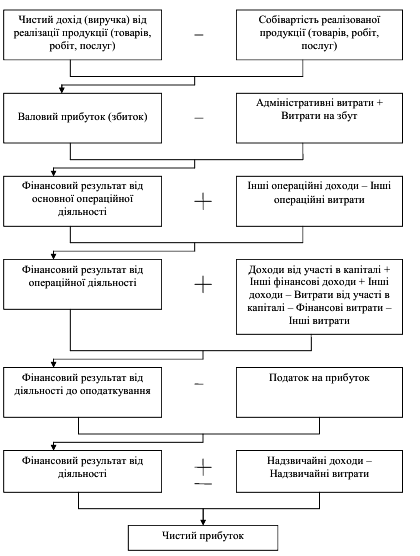 Чистий дохід (виручка) від
реалізації продукції (товарів,
робіт, послуг)
–
Собівартість реалізованої
продукції (товарів, робіт,
послуг)
Валовий прибуток (збиток)
–
Адміністративні витрати +
Витрати на збут
Фінансовий результат від
основної операційної
діяльності
+
Інші операційні доходи – Інші
операційні витрати
Фінансовий результат від
операційної діяльності
+
Доходи від участі в капіталі +
Інші фінансові доходи + Інші
доходи – Витрати від участі в
капіталі – Фінансові витрати –
Інші витрати
Фінансовий результат від
діяльності до оподаткування
–
Податок на прибуток
Фінансовий результат від
діяльності
+
–
Надзвичайні доходи –
Надзвичайні витрати
Чистий прибуток